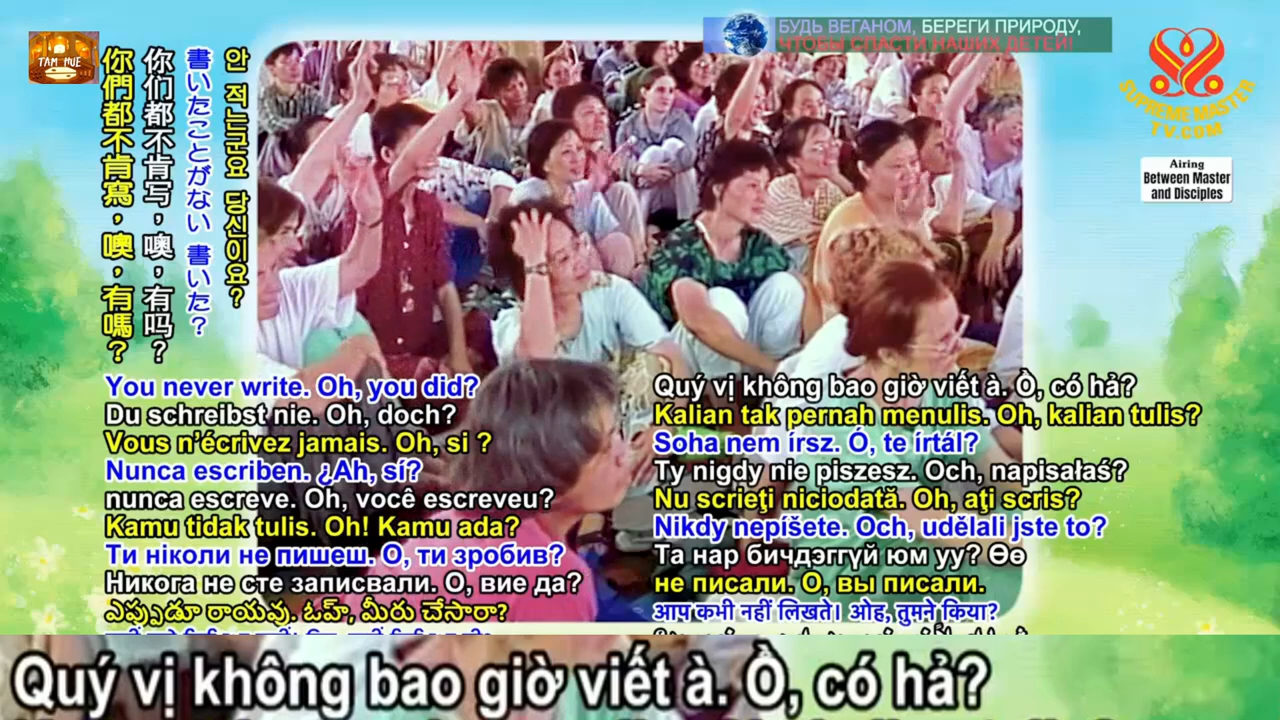 TAM HUE
БУДЬ ВЕГАНОМ, БЕРЕГИ ПРИРОДУ,
ЧТОБЫ СПАСТИ НАШИХ ДЕТЕЙ!
SUPREME MASTER
TV.COM
Airing
Between Master
and Disciples
안 적는군요 당신이요?
書いたことがない 書いた?
你们都不肯写，噢，有吗？
你們都不肯寫，噢，有嗎？
You never write. Oh, you did?
Du schreibst nie. Oh, doch?
Vous n'écrivez jamais. Oh, si ?
Nunca escriben. ¿Ah, sí?
nunca escreve. Oh, você escreveu?
Kamu tidak tulis. Oh! Kamu ada?
Ти ніколи не пишеш. О, ти зробив?
Никога не сте записвали. О, вие да?
ఎప్పుడూ రాయవు. ఓహ్, మీరు చేసారా?
Quý vị không bao giờ viết à. Ồ, có hả?
Kalian tak pernah menulis. Oh, kalian tulis?
Soha nem írsz. Ó, te írtál?
Ty nigdy nie piszesz. Och, napisałaś?
Nu scrieţi niciodată. Oh, aţi scris?
Nikdy nepíšete. Och, udělali jste to?
Та нар бичдэггүй юм уу? Өө
не писали. О, вы писали.
आप कभी नहीं लिखते। ओह, तुमने किया?
Quý vị không bao giờ viết à. Ồ, có hả?